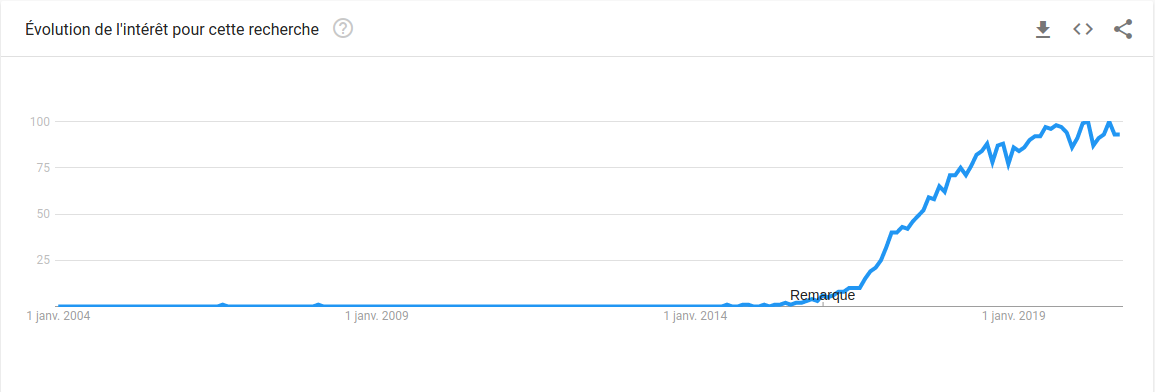 Évolution de l'intérêt pour cette recherche
100
75
50
25
Remarque
1 janv. 2004
1 janv. 2009
1 janv. 2014
1 janv. 2019